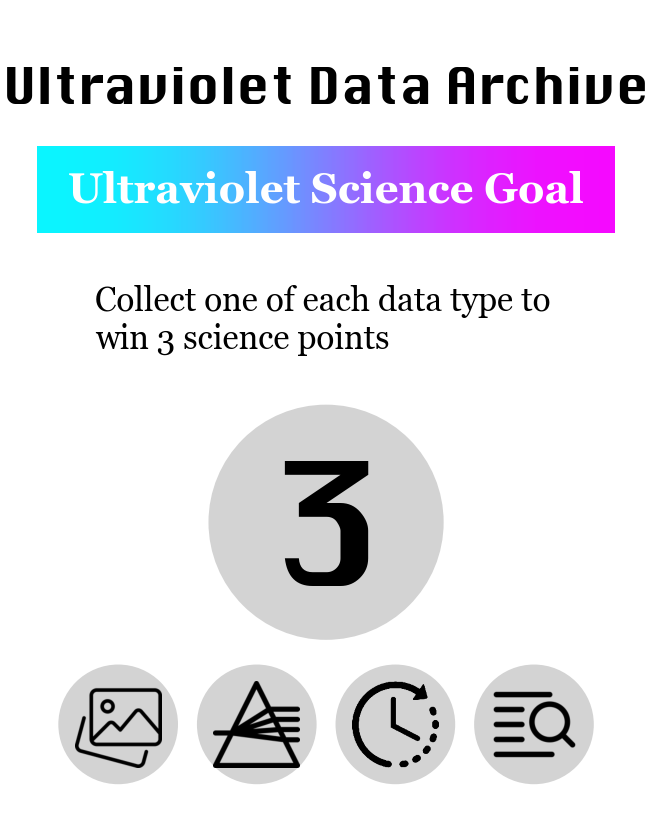 Ultraviolet Data Archive
Ultraviolet Science Goal
Collect one of each data type to
win 3 science points
3